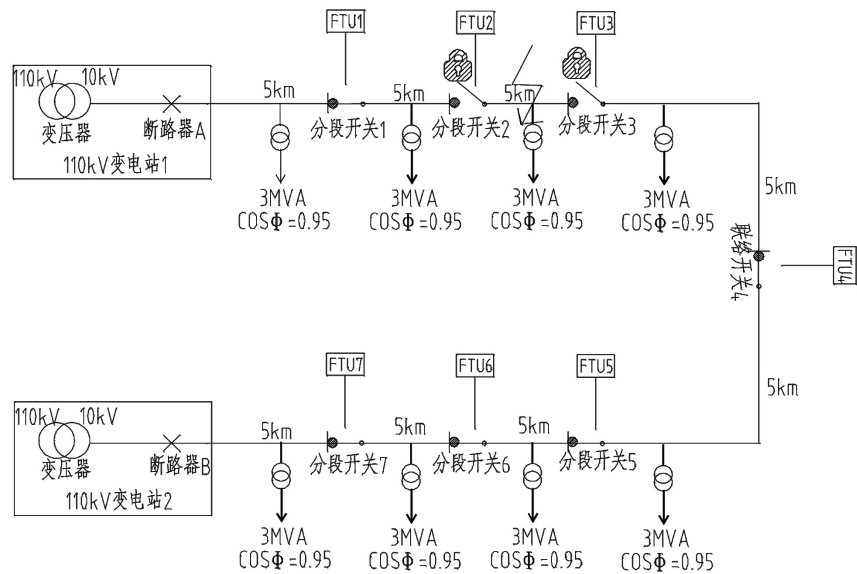 FTU1
FTU2
FTU3
110kV
10kV
5km
5km
5km
变压器
断路器A
分段开关1
分段开关2
分段开关3
110kV变电站1
3MVA
COSΦ=0.95
3MVA
COSΦ=0.95
3MVA
COSΦ=0.95
3MVA
COSΦ=0.95
5km
联络开关4
FTU4
5km
FTU7
FTU6
FTU5
110kV
10kV
5km
5km
5km
变压器
断路器B
分段开关7
分段开关6
分段开关5
110kV变电站2
3MVA
COSΦ=0.95
3MVA
COSΦ=0.95
3MVA
COSΦ=0.95
3MVA
COSΦ=0.95